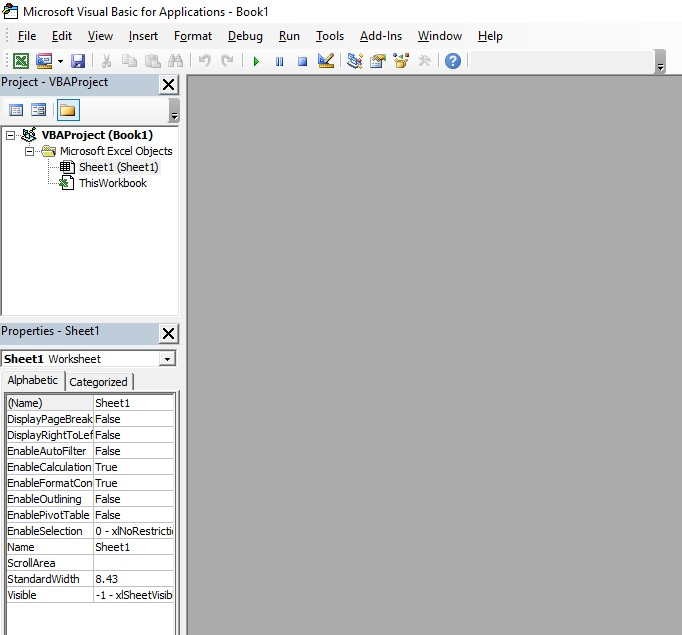 Microsoft Visual Basic for Applications - Book1
File Edit View Insert Format Debug Run Tools Add-Ins Window Help
Project - VBAProject
VBAProject (Book1)
Microsoft Excel Objects
Sheet1 (Sheet1)
ThisWorkbook
Properties - Sheet1
Sheet1 Worksheet
Alphabetic Categorized
(Name) Sheet1
DisplayPageBreak False
DisplayRightToLef False
EnableAutoFilter False
EnableCalculation True
EnableFormatCon True
EnableOutlining False
EnablePivotTable False
EnableSelection 0 - xlNoRestricti
Name Sheet1
ScrollArea
StandardWidth 8.43
Visible -1 - xlSheetVisib